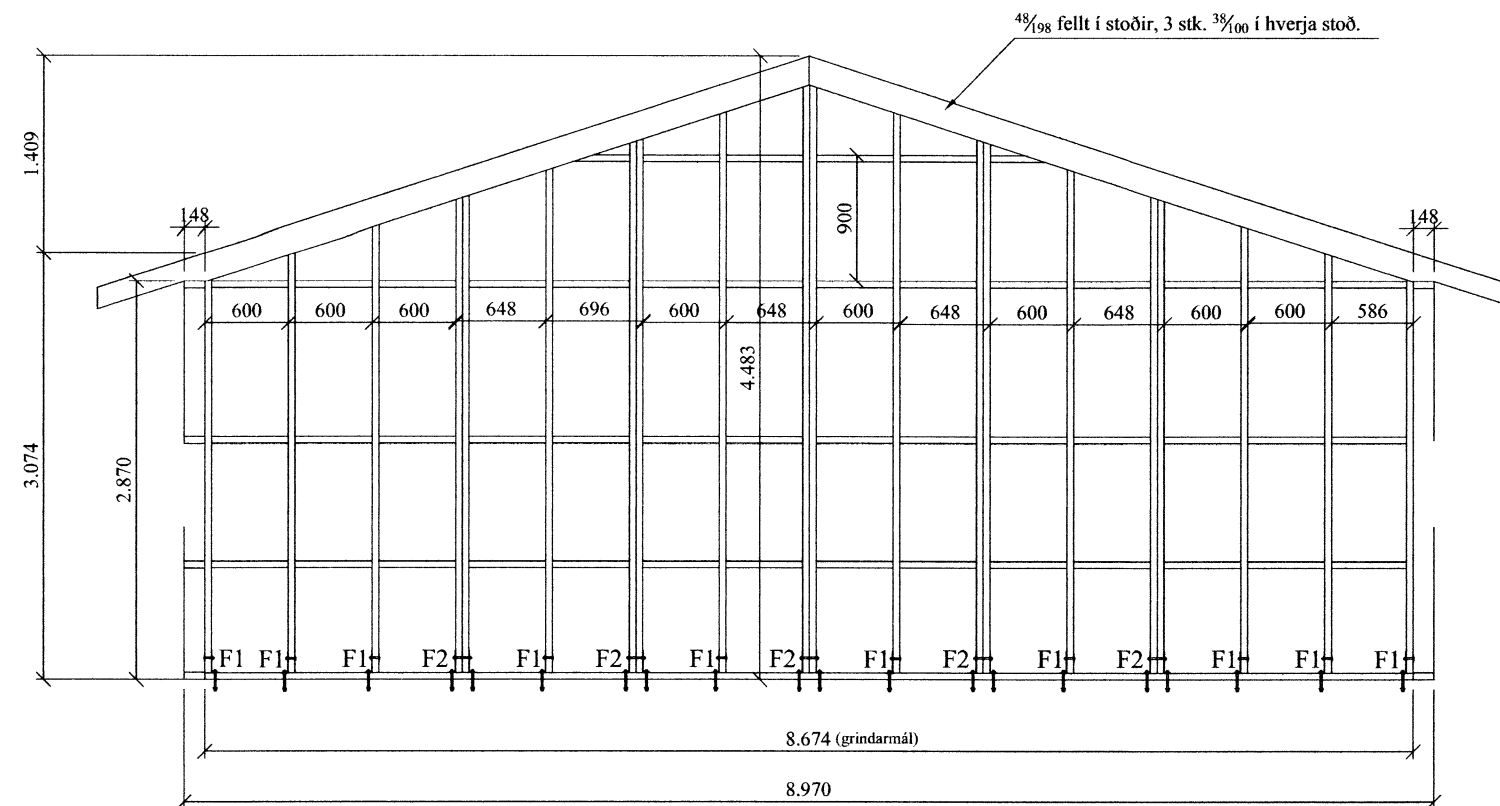 48/198 fellt í stoðir, 3 stk. 38/100 í hverja stoð.
1.409
148
900
148
600 600 600 648 696 600 648 600 648 600 648 600 600 586
4.483
3.074
2.870
F1 F1 F1 F2 F1 F2 F1 F2 F1 F2 F1 F2 F1 F1 F1
8.674 (grindarmál)
8.970